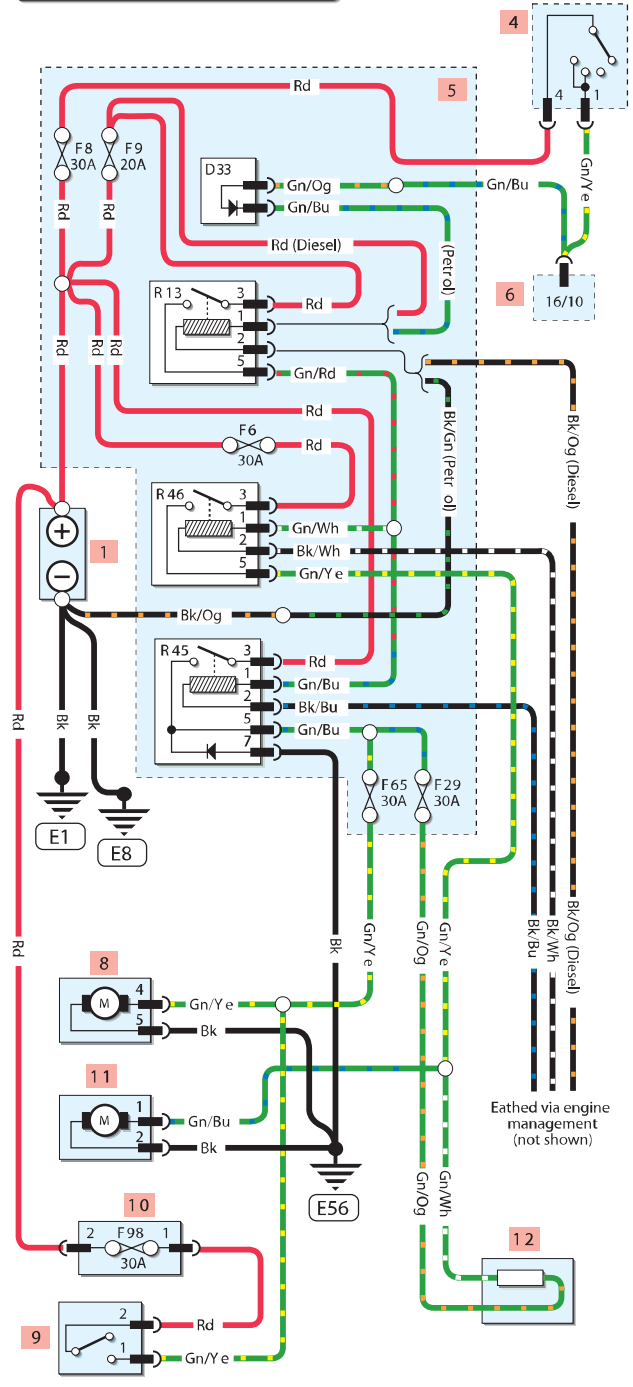 4
4 1
5
Rd
F8
30A
F9
20A
Gn/Ye
D33
Gn/Og
Gn/Bu
Gn/Bu
Rd
Rd
Rd (Diesel)
(Petrol)
6
16/10
R13
3
Rd
1
2
5
Gn/Rd
Rd
Rd
Rd
Rd
F6
30A
Rd
Bk/Gn (Petr ol)
Bk/Og (Diesel)
R46
3
1
Gn/Wh
2
Bk/Wh
5
Gn/Ye
1
+
−
Bk/Og
R45
3
Rd
1
Gn/Bu
2
Bk/Bu
5
Gn/Bu
7
Rd
Bk
Bk
F65
30A
F29
30A
E1
E8
Rd
Bk
Gn/Ye
Gn/Og
Gn/Ye
Bk/Bu
Bk/Wh
Bk/Og (Diesel)
8
M
4
Gn/Ye
5
Bk
11
M
1
Gn/Bu
2
Bk
Eathed via engine
management
(not shown)
E56
Gn/Og
Gn/Wh
10
2
F98
30A
1
12
9
2
Rd
1
Gn/Ye